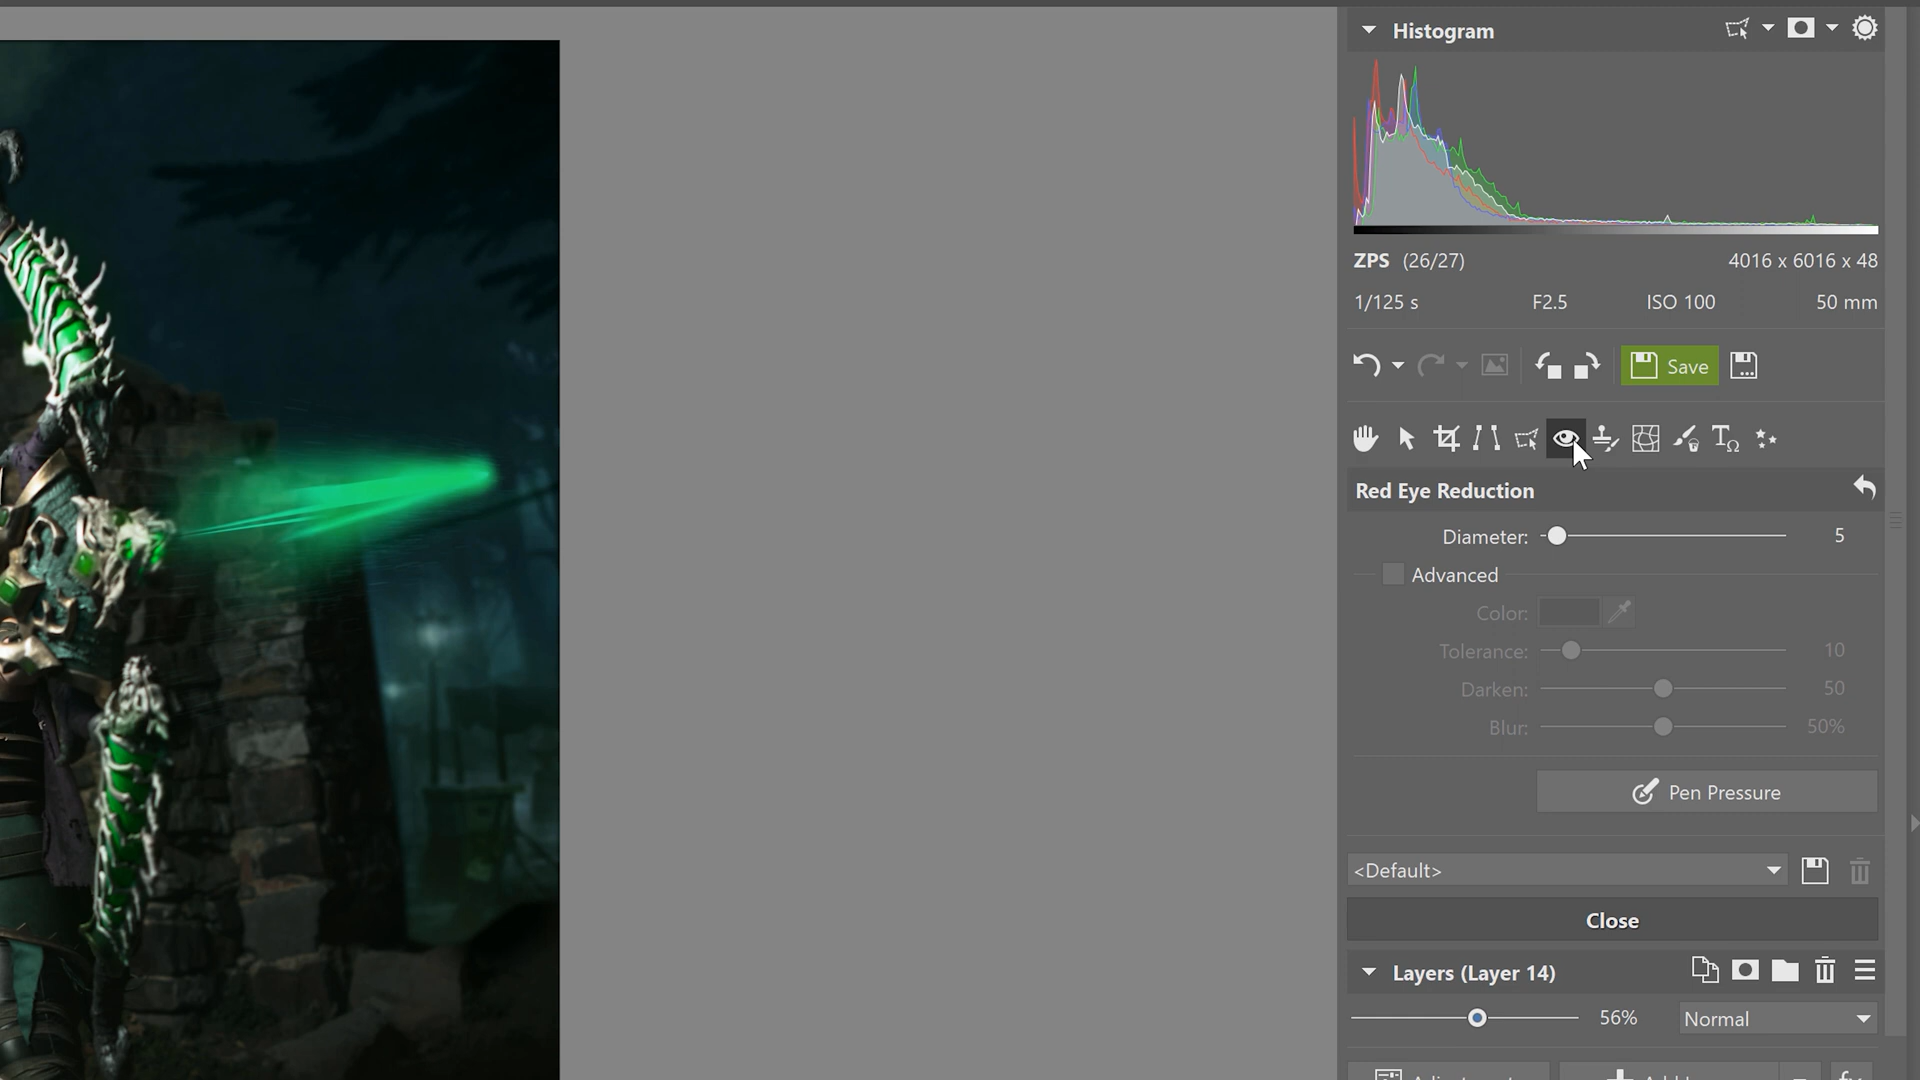 Histogram
ZPS (26/27) 4016 x 6016 x 48
1/125 s F2.5 ISO 100 50 mm
Save
Red Eye Reduction
Diameter: 5
Advanced
Color:
Tolerance: 10
Darken: 50
Blur: 50%
Pen Pressure
<Default>
Close
Layers (Layer 14)
56% Normal